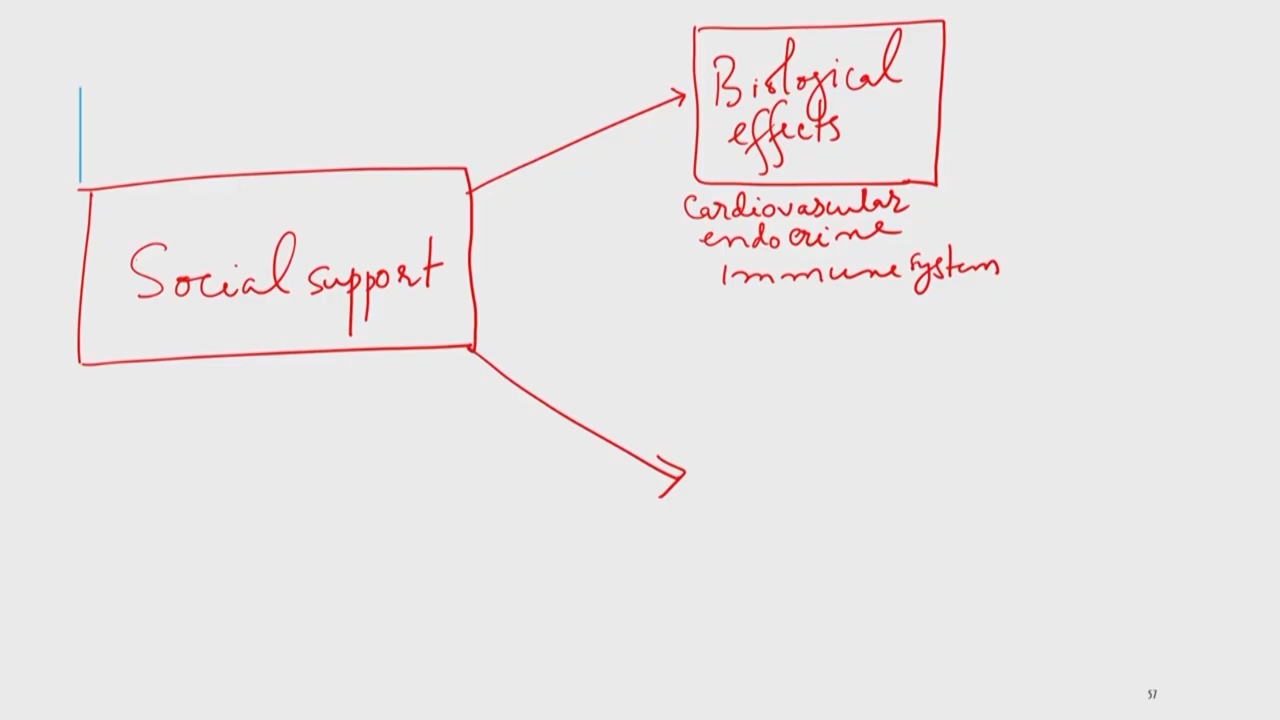 Biological
effects
Cardiovascular
endocrine
Immune system
Social support
57